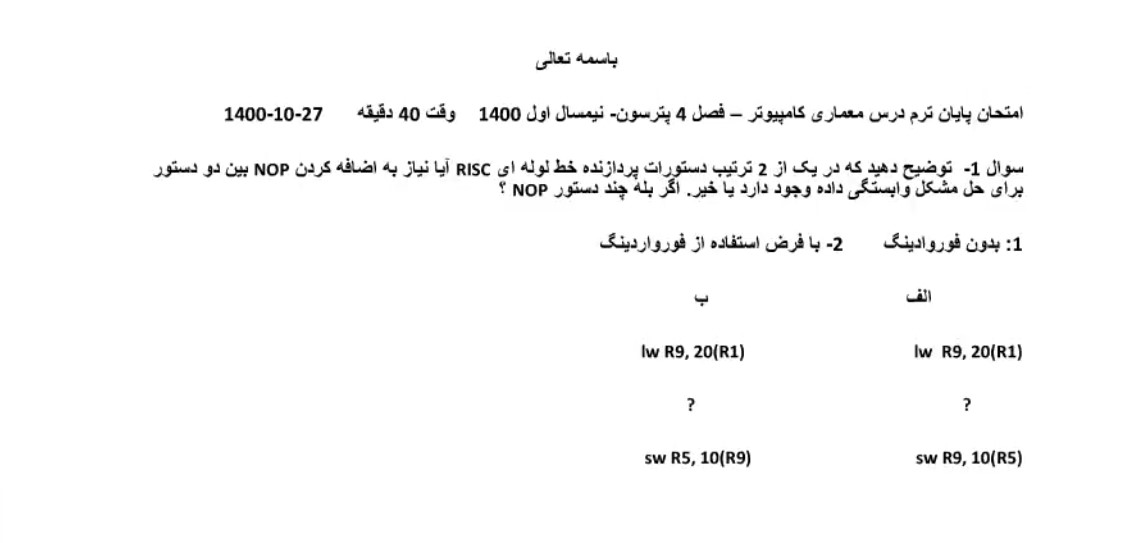 باسمه تعالی
امتحان پایان ترم درس معماری کامپیوتر – فصل 4 پترسون- نیمسال اول 1400 وقت 40 دقیقه 1400-10-27
سوال 1- توضیح دهید که در یک از 2 ترتیب دستورات پردازنده خط لوله ای RISC آیا نیاز به اضافه کردن NOP بین دو دستور
برای حل مشکل وابستگی داده وجود دارد یا خیر. اگر بله چند دستور NOP ؟
1: بدون فوروادینگ 2- با فرض استفاده از فورواردینگ
الف ب
lw R9, 20(R1) lw R9, 20(R1)
? ?
sw R9, 10(R5) sw R5, 10(R9)